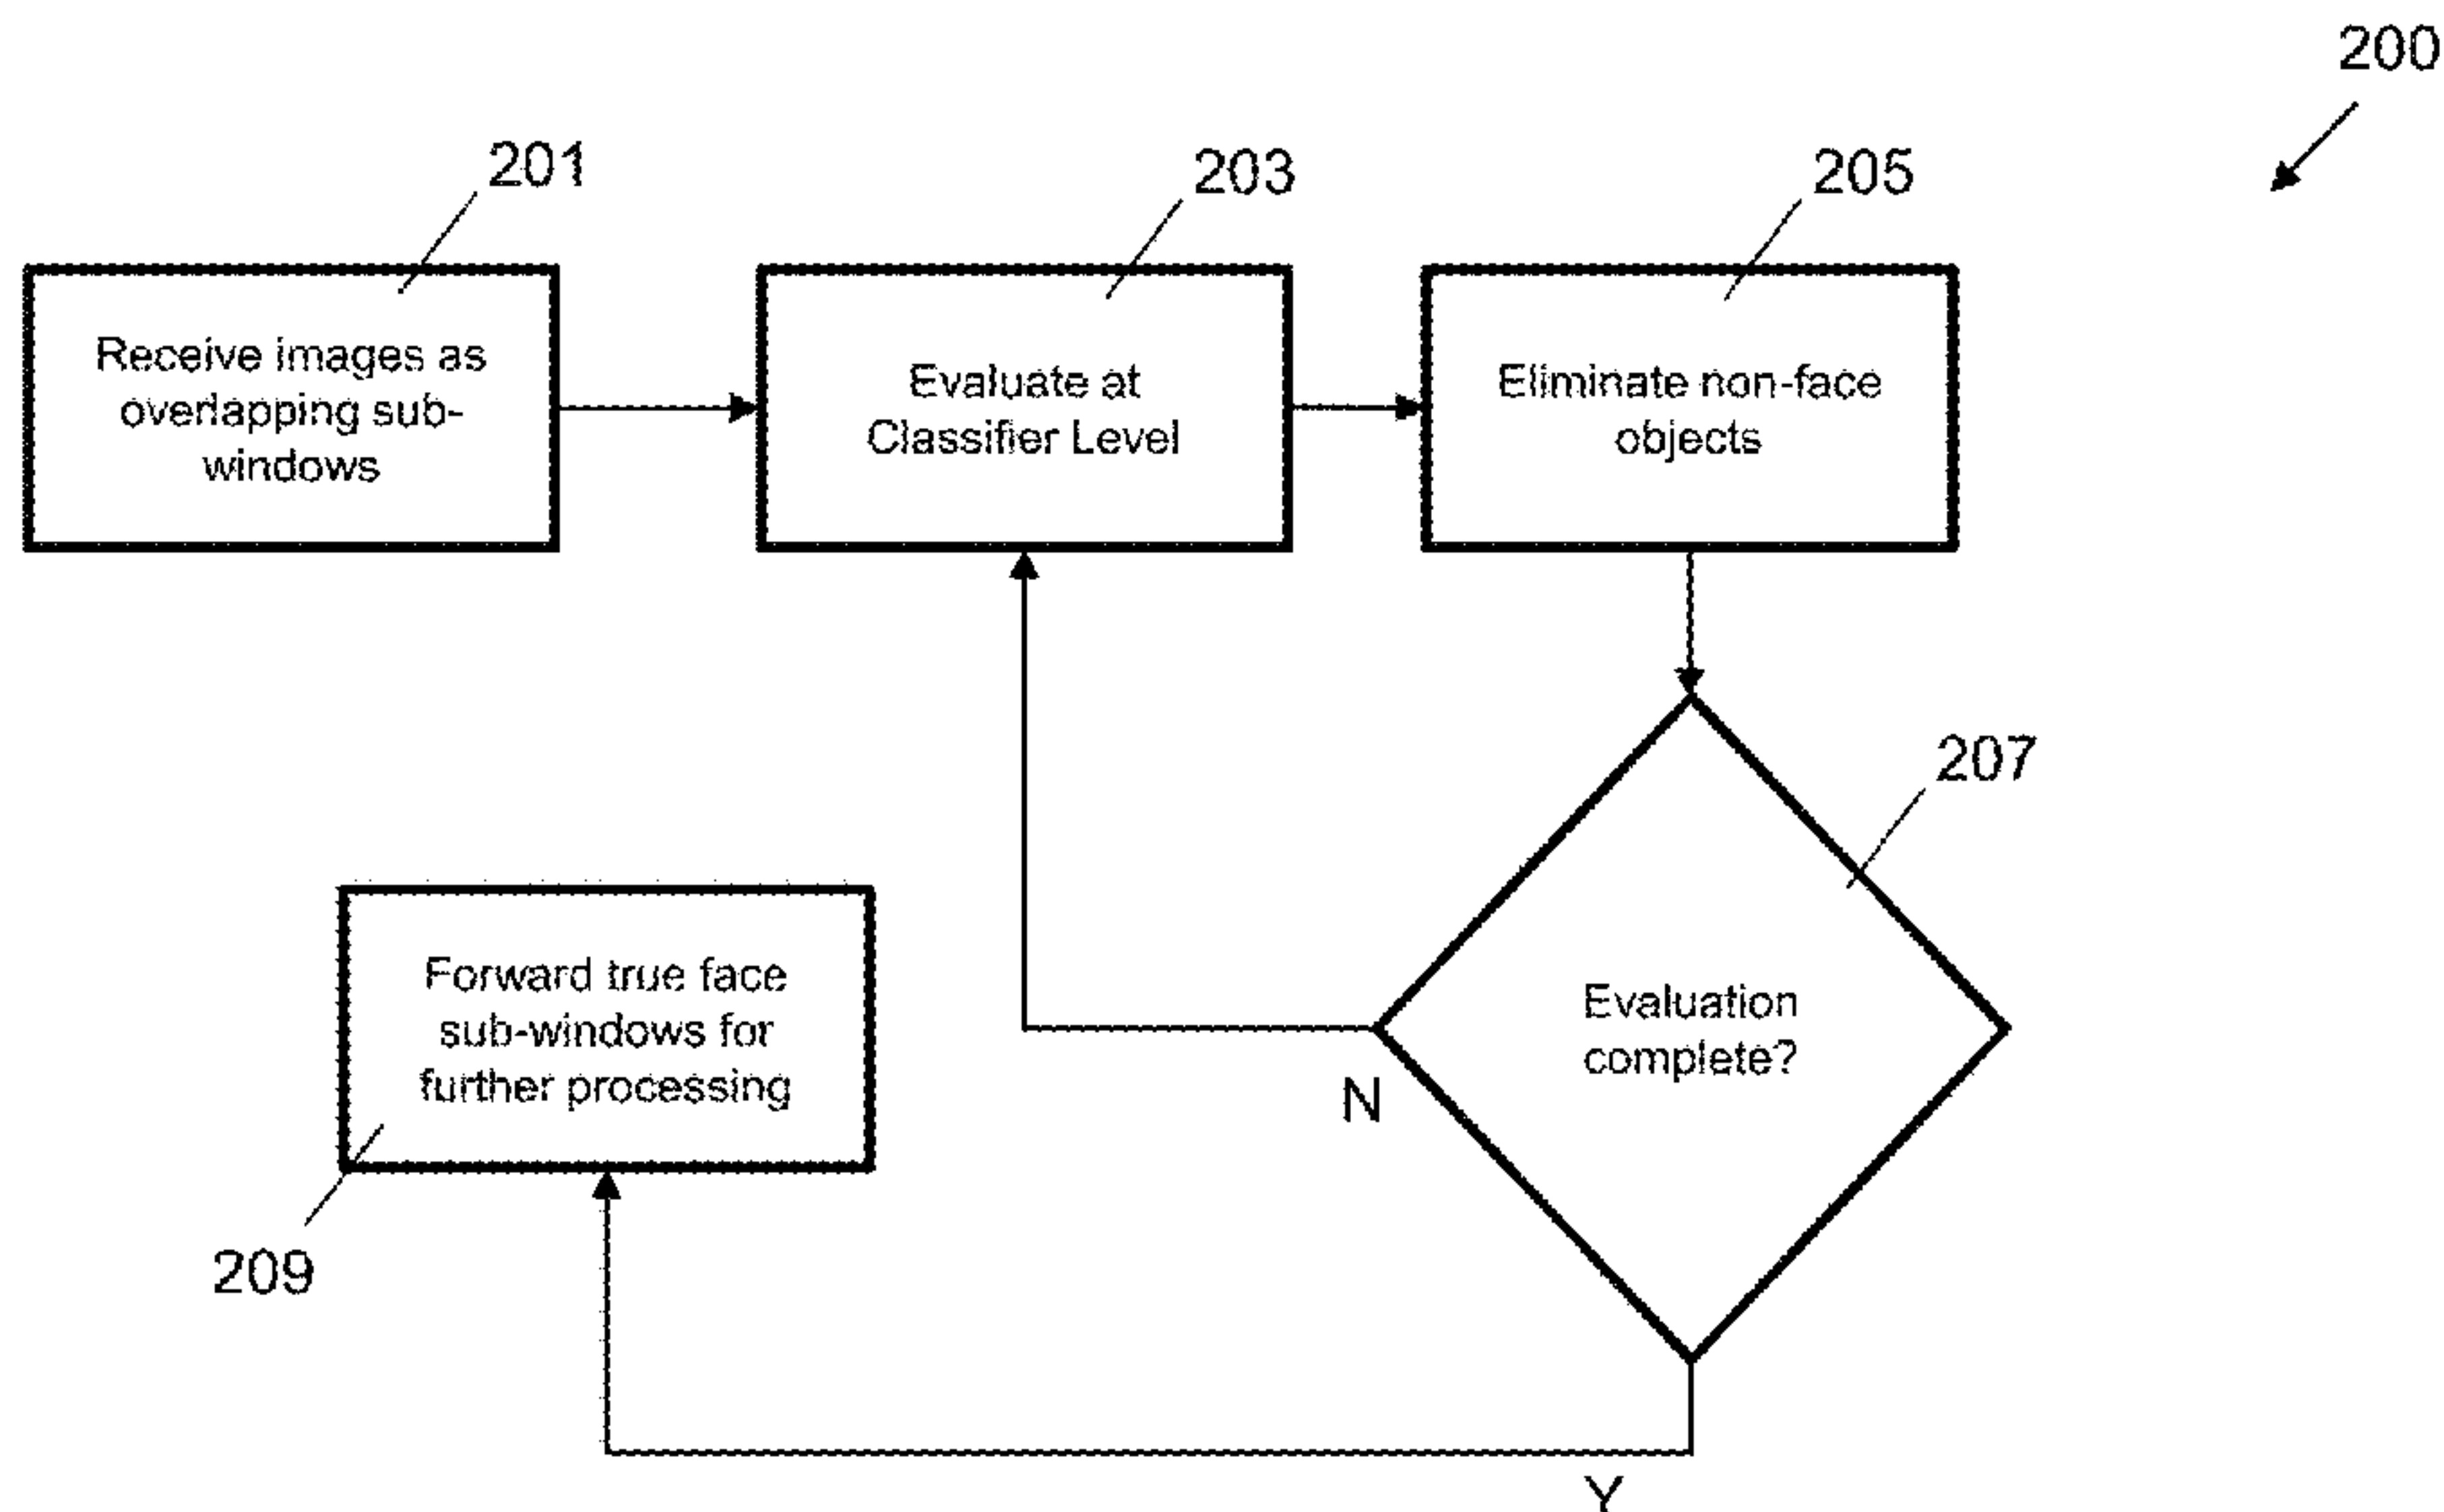 200
201
203
205
Receive images as
overlapping sub-
windows
Evaluate at
Classifier Level
Eliminate non-face
objects
207
Evaluation
complete?
Forward true face
sub-windows for
further processing
N
209
Y